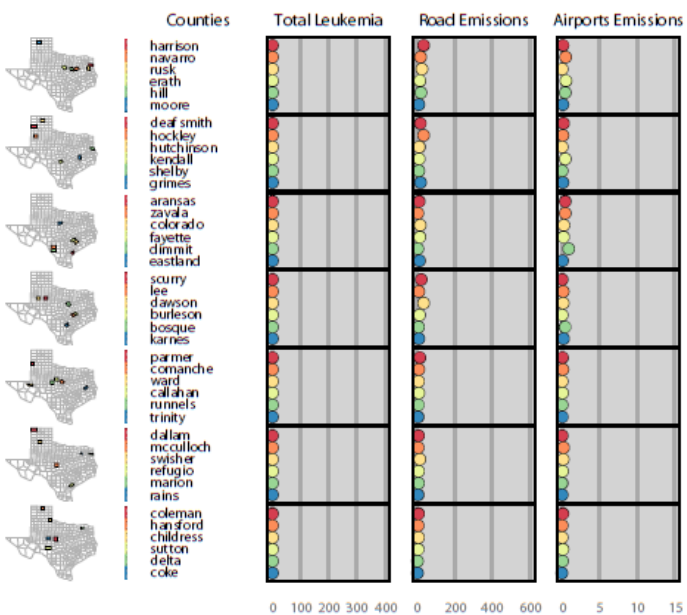 Counties Total Leukemia Road Emissions Airports Emissions
harrison
navarro
rusk
erath
hill
moore
deaf smith
hockley
hutchinson
kendall
shelby
grimes
aransas
zavala
colorado
fayette
dimmit
eastland
scurry
lee
dawson
burleson
bosque
karnes
parmer
comanche
ward
callahan
runnels
trinity
dallam
mcculloch
swisher
refugio
marion
rains
coleman
hansford
childress
sutton
delta
coke
0 100 200 300 400 0 200 400 600 0 5 10 15